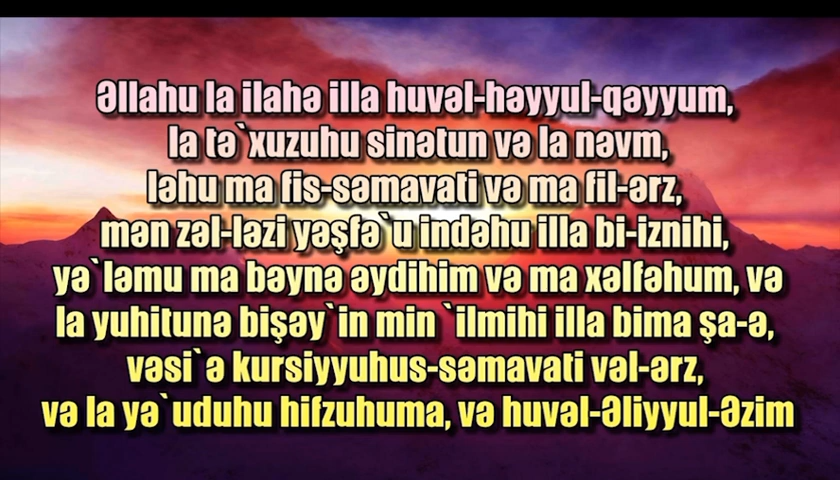 Əllahu la ilahə illa huvəl-həyyul-qəyyum,
la tə`xuzuhu sinətun və la nəvm,
ləhu ma fis-səmavati və ma fil-ərz,
mən zəl-ləzi yəşfə`u indəhu illa bi-iznihi,
yə`ləmu ma bəynə əydihim və ma xəlfəhum, və
la yuhitunə bişəy`in min `ilmihi illa bima şa-ə,
vəsi`ə kursiyyuhus-səmavati vəl-ərz,
və la yə`uduhu hifzuhuma, və huvəl-Əliyyul-Əzim